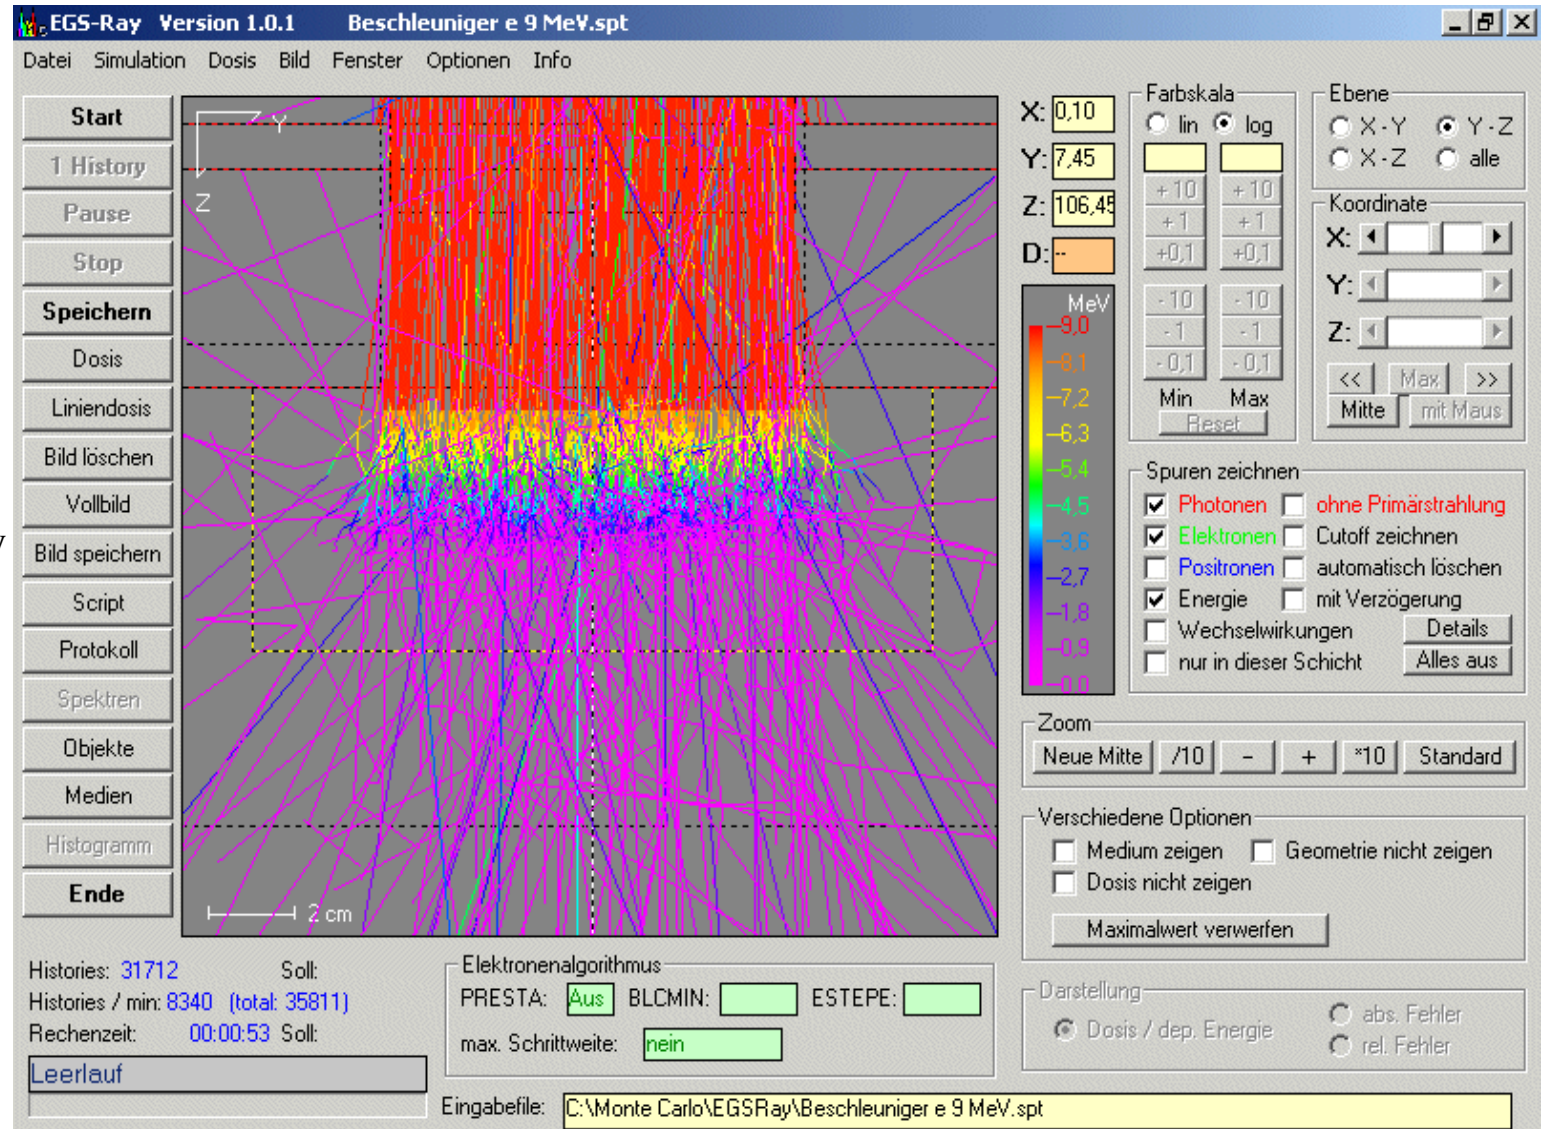 EGS-Ray Version 1.0.1 Beschleuniger e 9 MeV.spt
Datei Simulation Dosis Bild Fenster Optionen Info
Start
1 History
Pause
Stop
Speichern
Dosis
Liniendosis
Bild löschen
Vollbild
Bild speichern
Script
Protokoll
Spektren
Objekte
Medien
Histogramm
Ende
Y
Z
2 cm
X: 0,10
Y: 7,45
Z: 106,45
D: --
MeV
9,0
8,1
7,2
6,3
5,4
4,5
3,6
2,7
1,8
0,9
0,0
Farbskala
lin log
+10 +10
+1 +1
+0,1 +0,1
-10 -10
-1 -1
-0,1 -0,1
Min Max
Reset
Ebene
X-Y Y-Z
X-Z alle
Koordinate
X:
Y:
Z:
<< Max >>
Mitte mit Maus
Spuren zeichnen
Photonen ohne Primärstrahlung
Elektronen Cutoff zeichnen
Positronen automatisch löschen
Energie mit Verzögerung
Wechselwirkungen Details
nur in dieser Schicht Alles aus
Zoom
Neue Mitte /10 - + *10 Standard
Verschiedene Optionen
Medium zeigen Geometrie nicht zeigen
Dosis nicht zeigen
Maximalwert verwerfen
Darstellung
Dosis / dep. Energie abs. Fehler
rel. Fehler
Histories: 31712 Soll:
Histories / min: 8340 (total: 35811)
Rechenzeit: 00:00:53 Soll:
Leerlauf
Elektronenalgorithmus
PRESTA: Aus BLCMIN: ESTEPE:
max. Schrittweite: nein
Eingabefile: C:\Monte Carlo\EGSRay\Beschleuniger e 9 MeV.spt